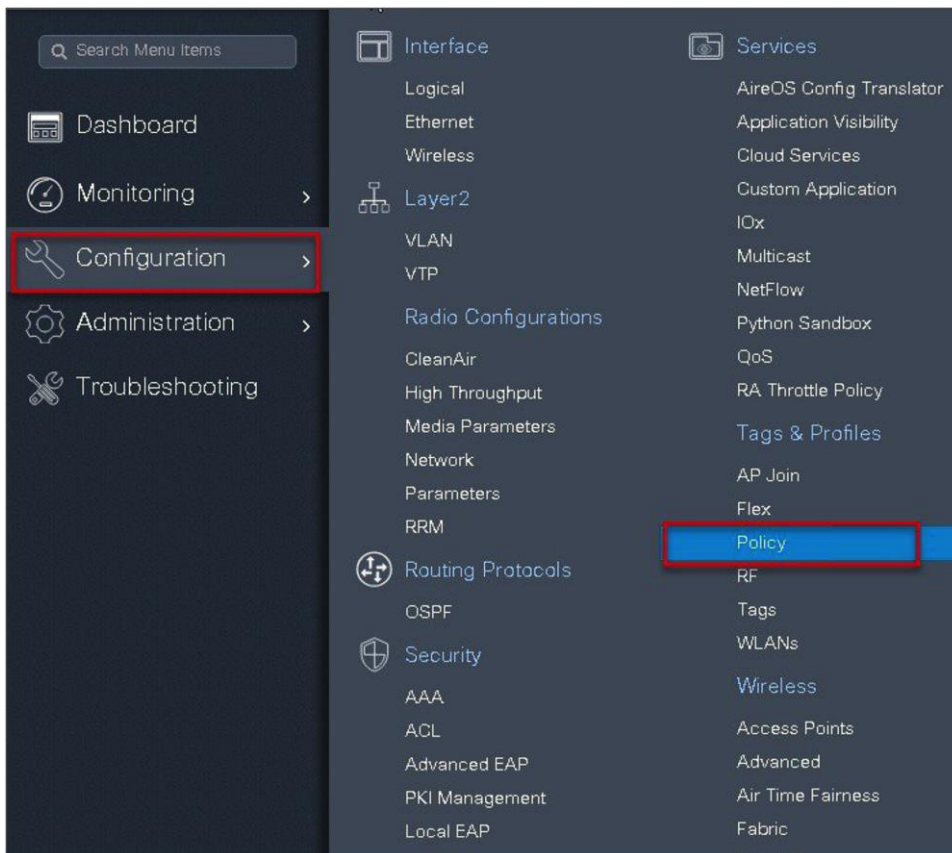 Search Menu Items
Dashboard
Monitoring
Configuration
Administration
Troubleshooting
Interface
Logical
Ethernet
Wireless
Layer2
VLAN
VTP
Radio Configurations
CleanAir
High Throughput
Media Parameters
Network
Parameters
RRM
Routing Protocols
OSPF
Security
AAA
ACL
Advanced EAP
PKI Management
Local EAP
Services
AireOS Config Translator
Application Visibility
Cloud Services
Custom Application
IOx
Multicast
NetFlow
Python Sandbox
QoS
RA Throttle Policy
Tags & Profiles
AP Join
Flex
Policy
RF
Tags
WLANs
Wireless
Access Points
Advanced
Air Time Fairness
Fabric